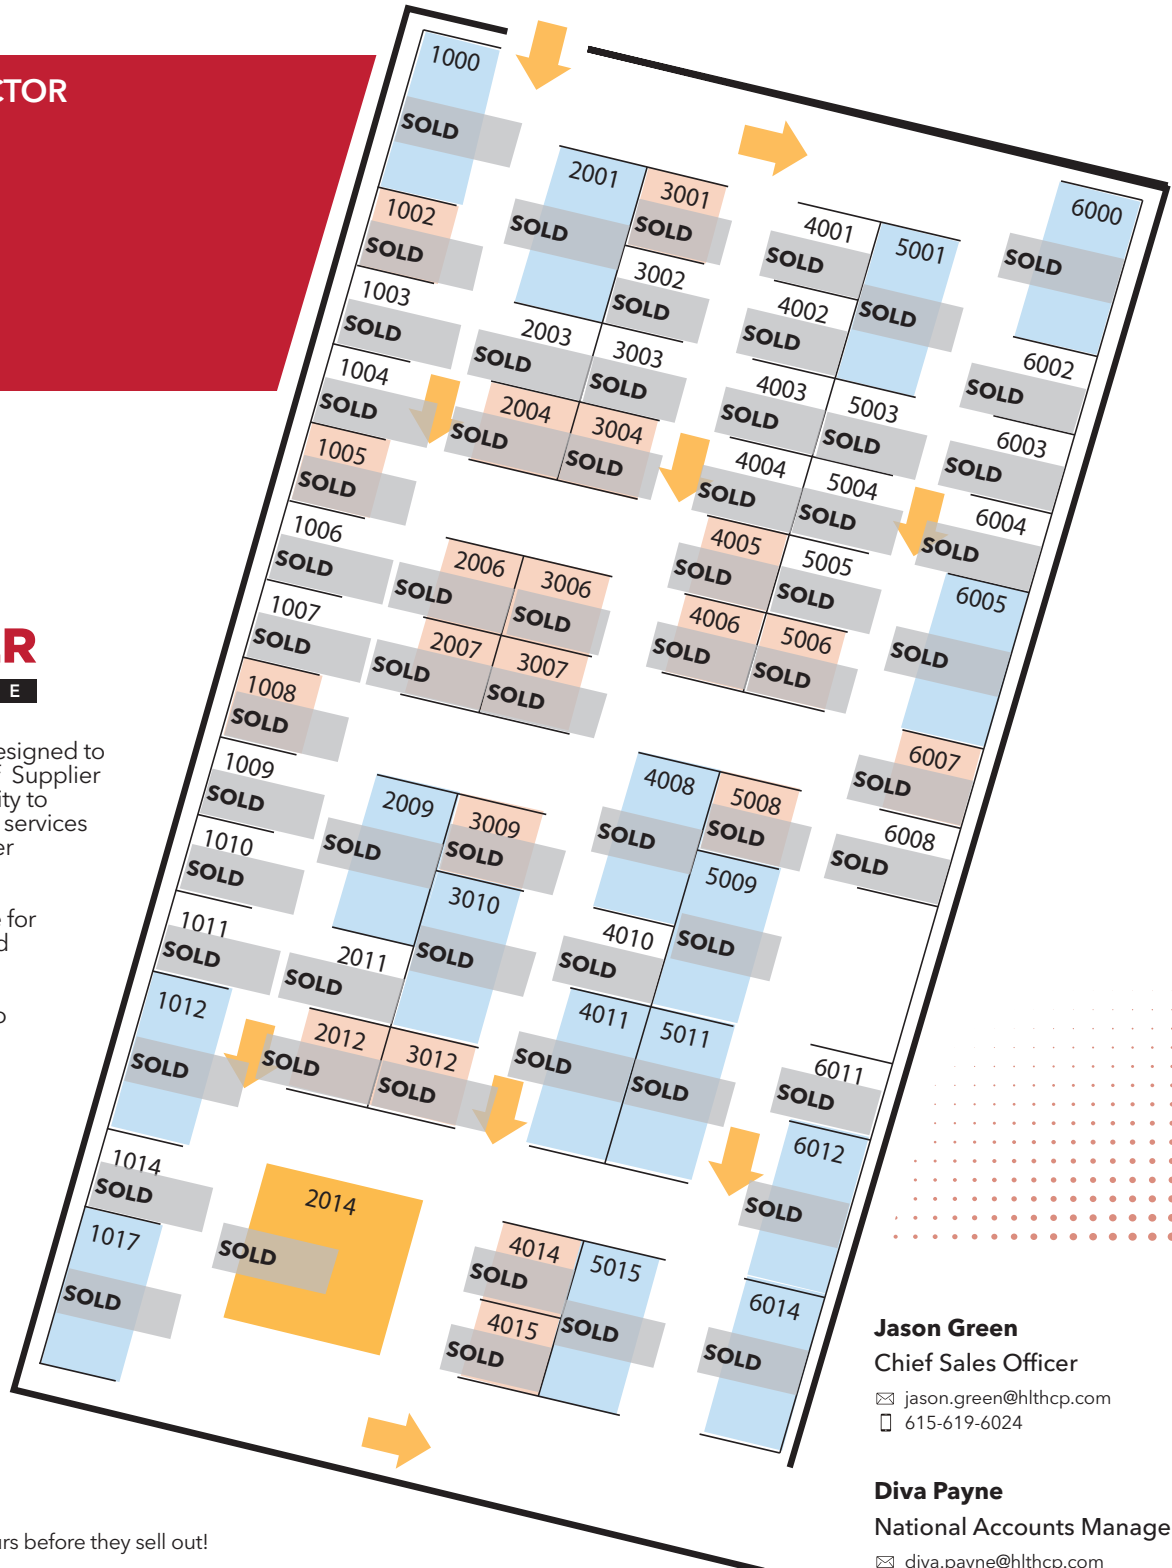 CTOR
ER
E
esigned to
f Supplier
ity to
services
er
e for
d
o
urs before they sell out!
1000
SOLD
1002
SOLD
1003
SOLD
1004
SOLD
1005
SOLD
1006
SOLD
1007
SOLD
1008
SOLD
1009
SOLD
1010
SOLD
1011
SOLD
1012
SOLD
1014
SOLD
1017
SOLD
2001
SOLD
2003
SOLD
2004
SOLD
2006
SOLD
2007
SOLD
2009
SOLD
2011
SOLD
2012
SOLD
2014
SOLD
3001
SOLD
3002
SOLD
3003
SOLD
3004
SOLD
3006
SOLD
3007
SOLD
3009
SOLD
3010
SOLD
3012
SOLD
4001
SOLD
4002
SOLD
4003
SOLD
4004
SOLD
4005
SOLD
4006
SOLD
4008
SOLD
4010
SOLD
4011
SOLD
4014
SOLD
4015
SOLD
5001
SOLD
5003
SOLD
5004
SOLD
5005
SOLD
5006
SOLD
5008
SOLD
5009
SOLD
5011
SOLD
5015
SOLD
6000
SOLD
6002
SOLD
6003
SOLD
6004
SOLD
6005
SOLD
6007
SOLD
6008
SOLD
6011
SOLD
6012
SOLD
6014
SOLD
Jason Green
Chief Sales Officer
jason.green@hlthcp.com
615-619-6024
Diva Payne
National Accounts Manage
diva.payne@hlthcp.com